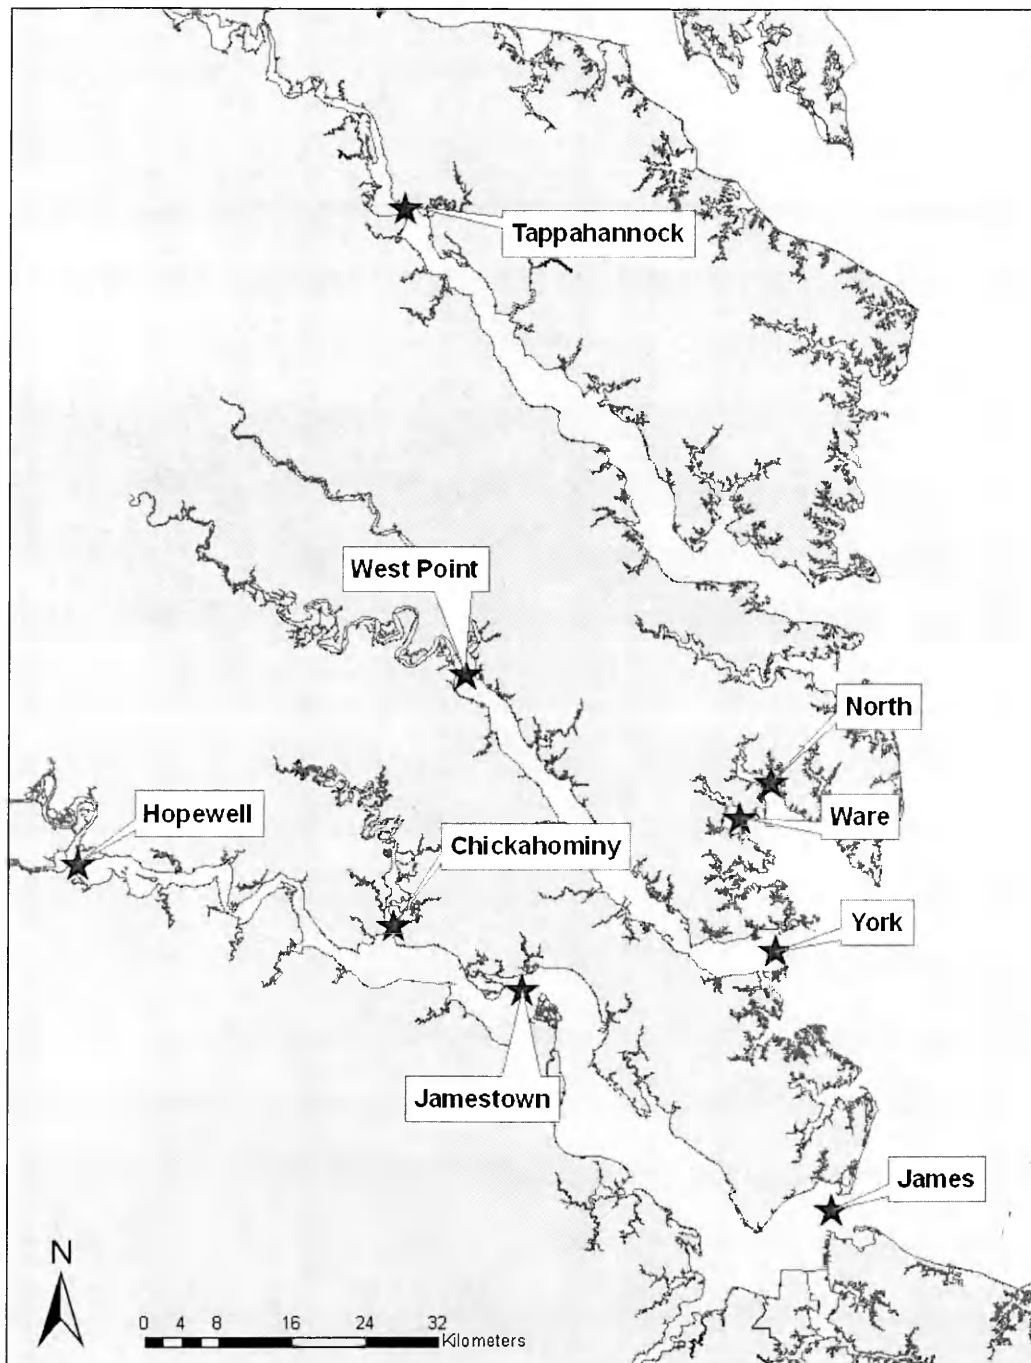 Tappahannock
West Point
North
Hopewell
Ware
Chickahominy
York
Jamestown
James
N
0 4 8 16 24 32
Kilometers